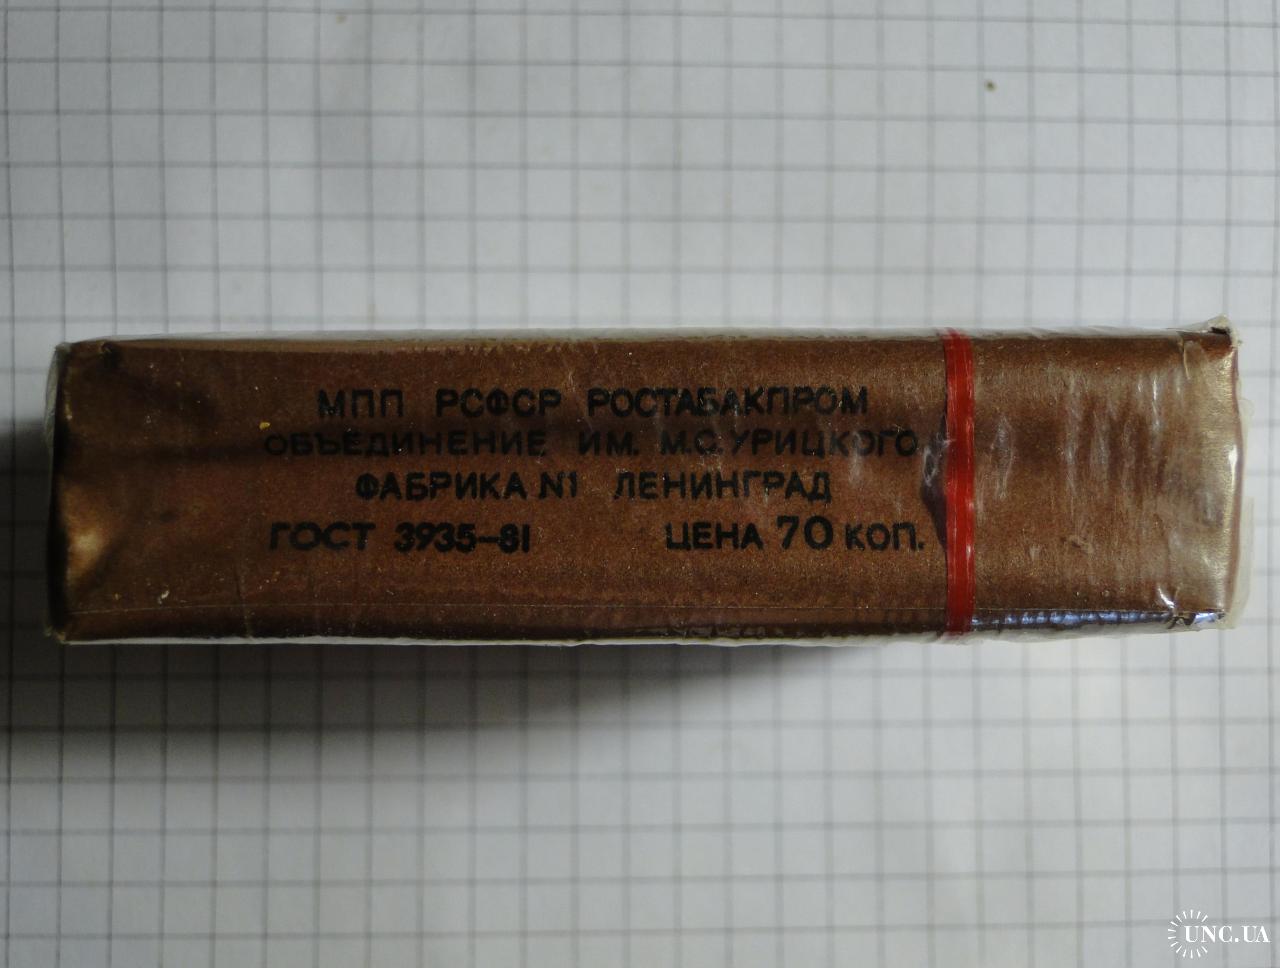 МПП РСФСР РОСТАБАКПРОМ
ОБЪЕДИНЕНИЕ ИМ. М.С.УРИЦКОГО
ФАБРИКА N1 ЛЕНИНГРАД
ГОСТ 3935-81 ЦЕНА 70 КОП.
UNC.UA